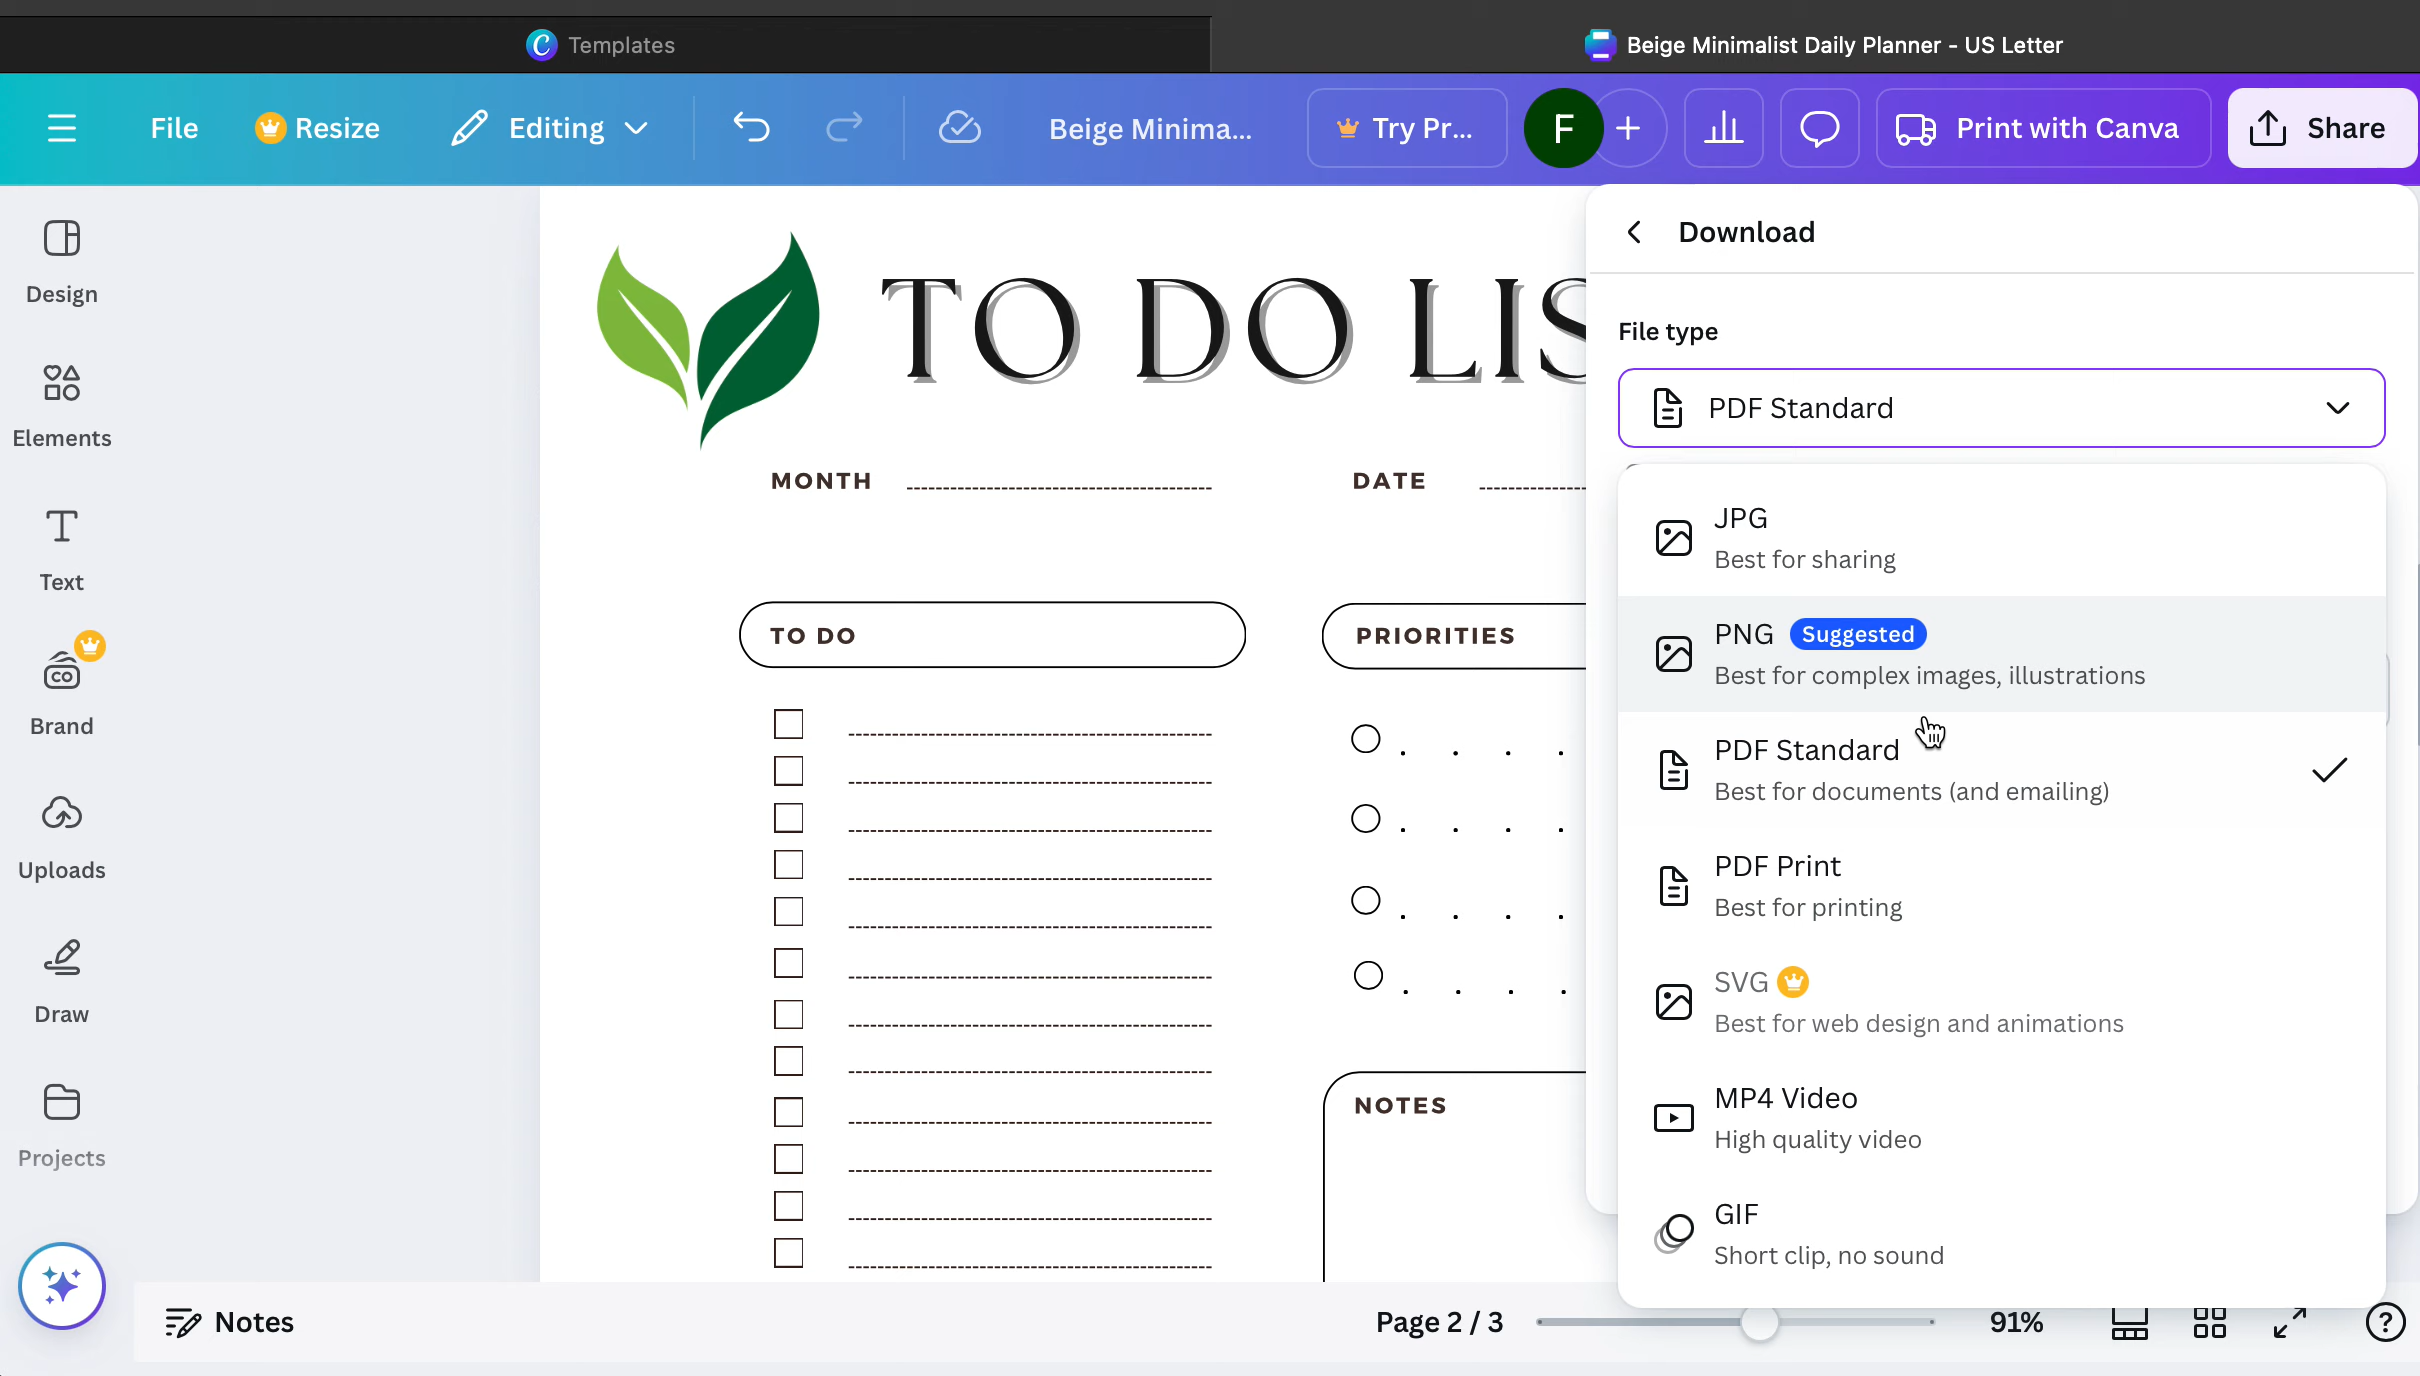 Templates
Beige Minimalist Daily Planner - US Letter
File
Resize
Editing
Beige Minima...
Try Pr...
F
Print with Canva
Share
Design
Elements
Text
CO
Brand
Uploads
Draw
Projects
TO DO LIS
MONTH
DATE
TO DO
PRIORITIES
NOTES
Download
File type
PDF Standard
JPG
Best for sharing
PNG Suggested
Best for complex images, illustrations
PDF Standard
Best for documents (and emailing)
PDF Print
Best for printing
SVG
Best for web design and animations
MP4 Video
High quality video
GIF
Short clip, no sound
Notes
Page 2 / 3
91%
?